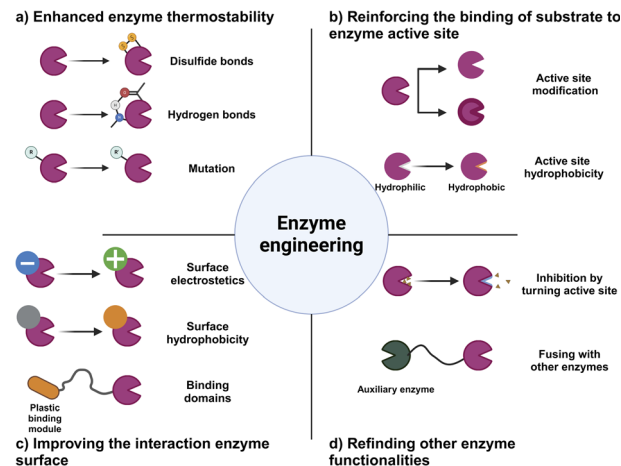 a) Enhanced enzyme thermostability
S
S
Disulfide bonds
O
H
N
Hydrogen bonds
R
R'
Mutation
b) Reinforcing the binding of substrate to
enzyme active site
Active site
modification
Active site
hydrophobicity
Hydrophilic
Hydrophobic
Enzyme
engineering
Surface
electrostetics
Surface
hydrophobicity
Binding
domains
Plastic
binding
module
c) Improving the interaction enzyme
surface
Inhibition by
turning active site
Fusing with
other enzymes
Auxiliary enzyme
d) Refinding other enzyme
functionalities